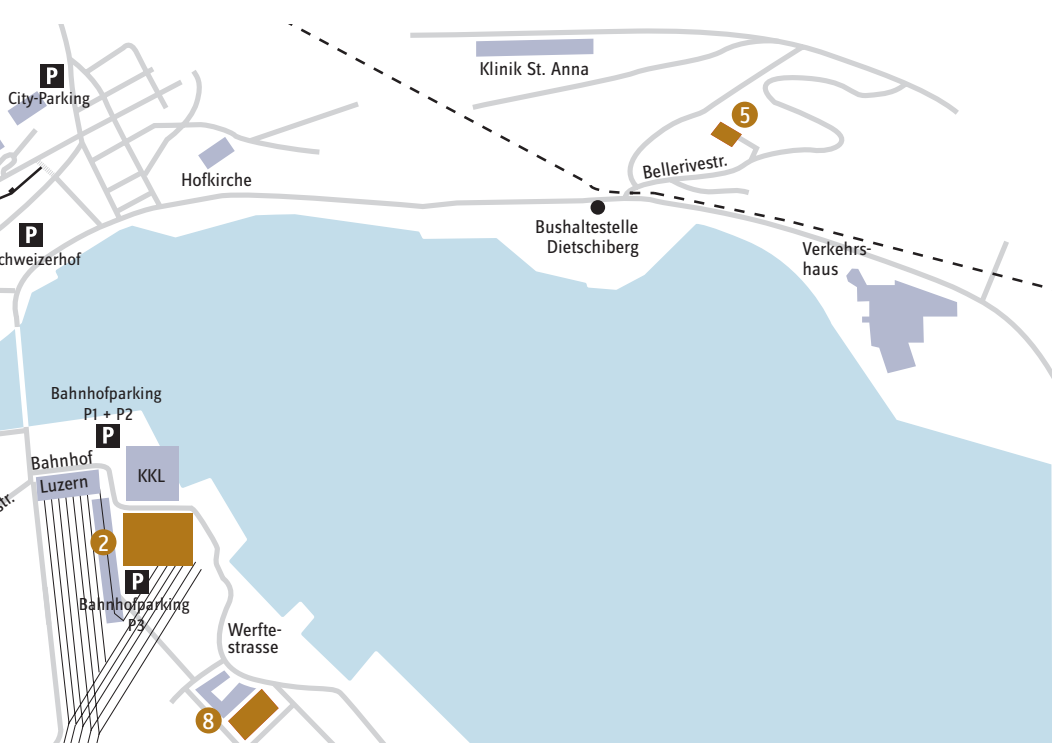 P
City-Parking
Klinik St. Anna
5
Bellerivestr.
Hofkirche
P
chweizerhof
Bushaltestelle
Dietschiberg
Verkehrs-
haus
Bahnhofparking
P1 + P2
P
Bahnhof
Luzern
KKL
str.
2
P
Bahnhofparking
P3
Werfte-
strasse
8